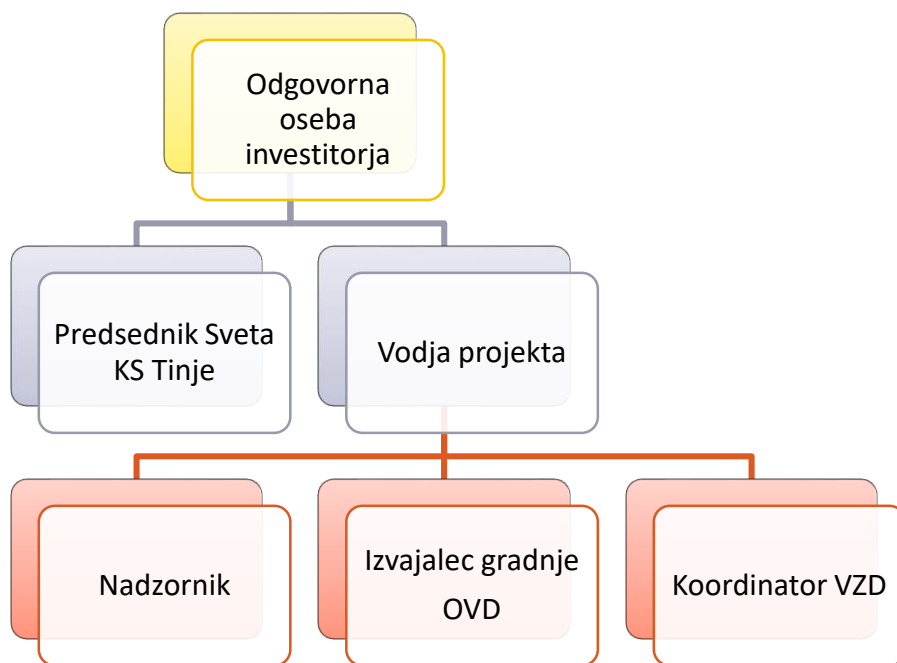 Odgovorna
oseba
investitorja
Predsednik Sveta
KS Tinje
Vodja projekta
Nadzornik
Izvajalec gradnje
OVD
Koordinator VZD